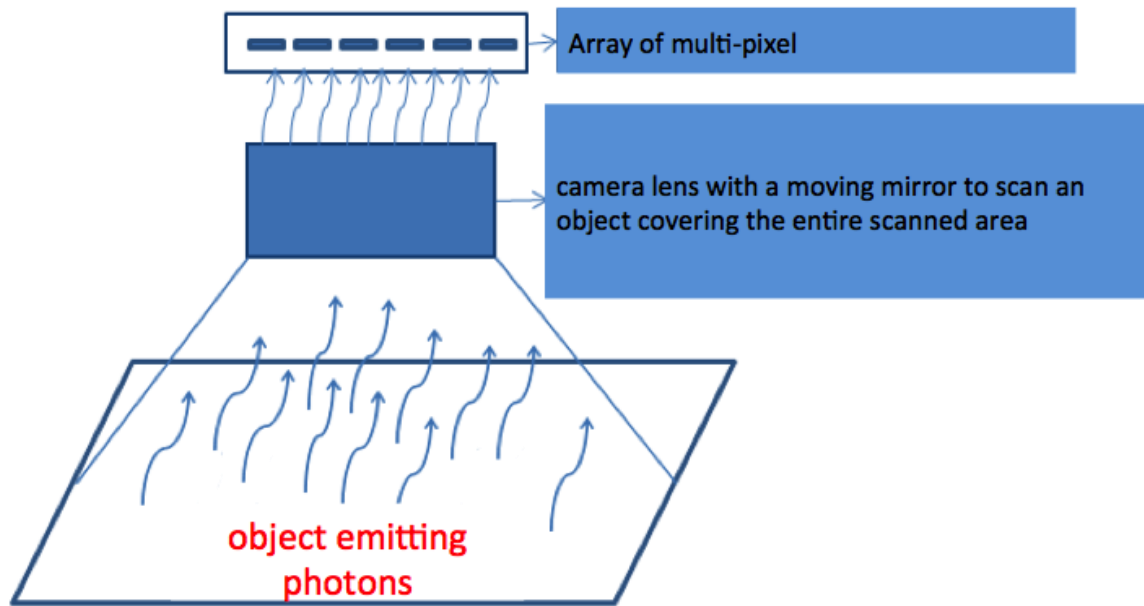 Array of multi-pixel
camera lens with a moving mirror to scan an
object covering the entire scanned area
object emitting
photons